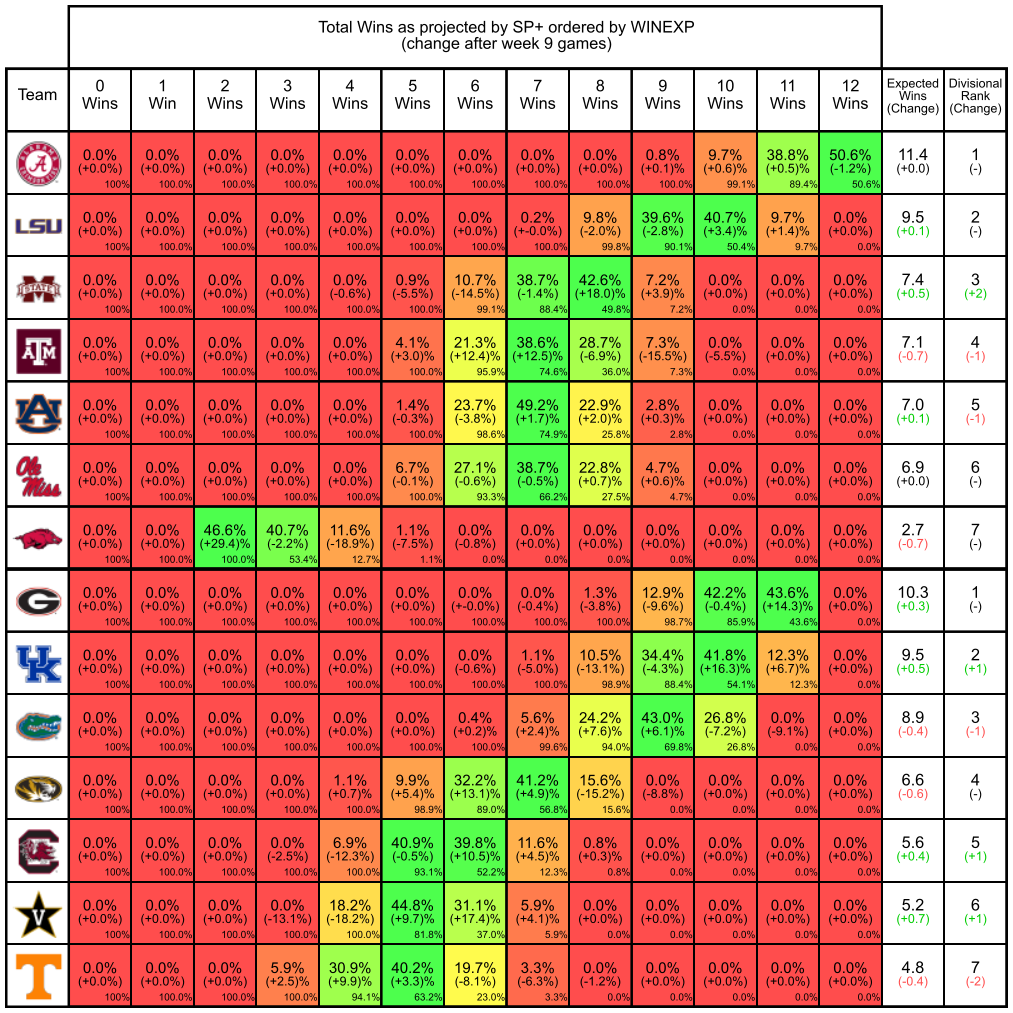 Total Wins as projected by SP+ ordered by WINEXP
(change after week 9 games)
Team 0 Wins 1 Win 2 Wins 3 Wins 4 Wins 5 Wins 6 Wins 7 Wins 8 Wins 9 Wins 10 Wins 11 Wins 12 Wins Expected Wins (Change) Divisional Rank (Change)
A 0.0% 0.0% 0.0% 0.0% 0.0% 0.0% 0.0% 0.0% 0.0% 0.8% 9.7% 38.8% 50.6% 11.4 1
(+0.0%) (+0.0%) (+0.0%) (+0.0%) (+0.0%) (+0.0%) (+0.0%) (+0.0%) (+0.0%) (+0.1)% (+0.6)% (+0.5)% (-1.2)% (+0.0) (-)
100% 100.0% 100.0% 100.0% 100.0% 100.0% 100.0% 100.0% 100.0% 100.0% 99.1% 89.4% 50.6%
LSU 0.0% 0.0% 0.0% 0.0% 0.0% 0.0% 0.0% 0.2% 9.8% 39.6% 40.7% 9.7% 0.0% 9.5 2
(+0.0%) (+0.0%) (+0.0%) (+0.0%) (+0.0%) (+0.0%) (+0.0%) (+-0.0%) (-2.0%) (-2.8%) (+3.4)% (+1.4)% (+0.0%) (+0.1) (-)
100% 100.0% 100.0% 100.0% 100.0% 100.0% 100.0% 100.0% 99.8% 90.1% 50.4% 9.7% 0.0%
STATE 0.0% 0.0% 0.0% 0.0% 0.0% 0.9% 10.7% 38.7% 42.6% 7.2% 0.0% 0.0% 0.0% 7.4 3
(+0.0%) (+0.0%) (+0.0%) (+0.0%) (-0.6%) (-5.5%) (-14.5%) (-1.4%) (+18.0)% (+3.9)% (+0.0%) (+0.0%) (+0.0%) (+0.5) (+2)
100% 100.0% 100.0% 100.0% 100.0% 100.0% 99.1% 88.4% 49.8% 7.2% 0.0% 0.0% 0.0%
ATM 0.0% 0.0% 0.0% 0.0% 0.0% 4.1% 21.3% 38.6% 28.7% 7.3% 0.0% 0.0% 0.0% 7.1 4
(+0.0%) (+0.0%) (+0.0%) (+0.0%) (+0.0%) (+3.0)% (+12.4)% (+12.5)% (-6.9%) (-15.5%) (-5.5%) (+0.0%) (+0.0%) (-0.7) (-1)
100% 100.0% 100.0% 100.0% 100.0% 100.0% 95.9% 74.6% 36.0% 7.3% 0.0% 0.0% 0.0%
AU 0.0% 0.0% 0.0% 0.0% 0.0% 1.4% 23.7% 49.2% 22.9% 2.8% 0.0% 0.0% 0.0% 7.0 5
(+0.0%) (+0.0%) (+0.0%) (+0.0%) (+0.0%) (-0.3%) (-3.8%) (+1.7)% (+2.0)% (+0.3)% (+0.0%) (+0.0%) (+0.0%) (+0.1) (-1)
100% 100.0% 100.0% 100.0% 100.0% 100.0% 98.6% 74.9% 25.8% 2.8% 0.0% 0.0% 0.0%
Ole Miss 0.0% 0.0% 0.0% 0.0% 0.0% 6.7% 27.1% 38.7% 22.8% 4.7% 0.0% 0.0% 0.0% 6.9 6
(+0.0%) (+0.0%) (+0.0%) (+0.0%) (+0.0%) (-0.1%) (-0.6%) (-0.5%) (+0.7)% (+0.6)% (+0.0%) (+0.0%) (+0.0%) (+0.0) (-)
100% 100.0% 100.0% 100.0% 100.0% 100.0% 93.3% 66.2% 27.5% 4.7% 0.0% 0.0% 0.0%
0.0% 0.0% 46.6% 40.7% 11.6% 1.1% 0.0% 0.0% 0.0% 0.0% 0.0% 0.0% 0.0% 2.7 7
(+0.0%) (+0.0%) (+29.4)% (-2.2%) (-18.9%) (-7.5%) (-0.8%) (+0.0%) (+0.0%) (+0.0%) (+0.0%) (+0.0%) (+0.0%) (-0.7) (-)
100% 100.0% 100.0% 53.4% 12.7% 1.1% 0.0% 0.0% 0.0% 0.0% 0.0% 0.0% 0.0%
G 0.0% 0.0% 0.0% 0.0% 0.0% 0.0% 0.0% 0.0% 1.3% 12.9% 42.2% 43.6% 0.0% 10.3 1
(+0.0%) (+0.0%) (+0.0%) (+0.0%) (+0.0%) (+0.0%) (+-0.0%) (-0.4%) (-3.8%) (-9.6%) (-0.4%) (+14.3)% (+0.0%) (+0.3) (-)
100% 100.0% 100.0% 100.0% 100.0% 100.0% 100.0% 100.0% 100.0% 98.7% 85.9% 43.6% 0.0%
UK 0.0% 0.0% 0.0% 0.0% 0.0% 0.0% 0.0% 1.1% 10.5% 34.4% 41.8% 12.3% 0.0% 9.5 2
(+0.0%) (+0.0%) (+0.0%) (+0.0%) (+0.0%) (+0.0%) (-0.6%) (-5.0%) (-13.1%) (-4.3%) (+16.3)% (+6.7)% (+0.0%) (+0.5) (+1)
100% 100.0% 100.0% 100.0% 100.0% 100.0% 100.0% 100.0% 98.9% 88.4% 54.1% 12.3% 0.0%
0.0% 0.0% 0.0% 0.0% 0.0% 0.0% 0.4% 5.6% 24.2% 43.0% 26.8% 0.0% 0.0% 8.9 3
(+0.0%) (+0.0%) (+0.0%) (+0.0%) (+0.0%) (+0.0%) (+0.2)% (+2.4)% (+7.6)% (+6.1)% (-7.2%) (-9.1%) (+0.0%) (-0.4) (-1)
100% 100.0% 100.0% 100.0% 100.0% 100.0% 100.0% 99.6% 94.0% 69.8% 26.8% 0.0% 0.0%
0.0% 0.0% 0.0% 0.0% 1.1% 9.9% 32.2% 41.2% 15.6% 0.0% 0.0% 0.0% 0.0% 6.6 4
(+0.0%) (+0.0%) (+0.0%) (+0.0%) (+0.7)% (+5.4)% (+13.1)% (+4.9)% (-15.2%) (-8.8%) (+0.0%) (+0.0%) (+0.0%) (-0.6) (-)
100% 100.0% 100.0% 100.0% 100.0% 98.9% 89.0% 56.8% 15.6% 0.0% 0.0% 0.0% 0.0%
C 0.0% 0.0% 0.0% 0.0% 6.9% 40.9% 39.8% 11.6% 0.8% 0.0% 0.0% 0.0% 0.0% 5.6 5
(+0.0%) (+0.0%) (+0.0%) (-2.5%) (-12.3%) (-0.5%) (+10.5)% (+4.5)% (+0.3)% (+0.0%) (+0.0%) (+0.0%) (+0.0%) (+0.4) (+1)
100% 100.0% 100.0% 100.0% 100.0% 93.1% 52.2% 12.3% 0.8% 0.0% 0.0% 0.0% 0.0%
V 0.0% 0.0% 0.0% 0.0% 18.2% 44.8% 31.1% 5.9% 0.0% 0.0% 0.0% 0.0% 0.0% 5.2 6
(+0.0%) (+0.0%) (+0.0%) (-13.1%) (-18.2%) (+9.7)% (+17.4)% (+4.1)% (+0.0%) (+0.0%) (+0.0%) (+0.0%) (+0.0%) (+0.7) (+1)
100% 100.0% 100.0% 100.0% 100.0% 81.8% 37.0% 5.9% 0.0% 0.0% 0.0% 0.0% 0.0%
T 0.0% 0.0% 0.0% 5.9% 30.9% 40.2% 19.7% 3.3% 0.0% 0.0% 0.0% 0.0% 0.0% 4.8 7
(+0.0%) (+0.0%) (+0.0%) (+2.5)% (+9.9)% (+3.3)% (-8.1%) (-6.3%) (-1.2%) (+0.0%) (+0.0%) (+0.0%) (+0.0%) (-0.4) (-2)
100% 100.0% 100.0% 100.0% 94.1% 63.2% 23.0% 3.3% 0.0% 0.0% 0.0% 0.0% 0.0%